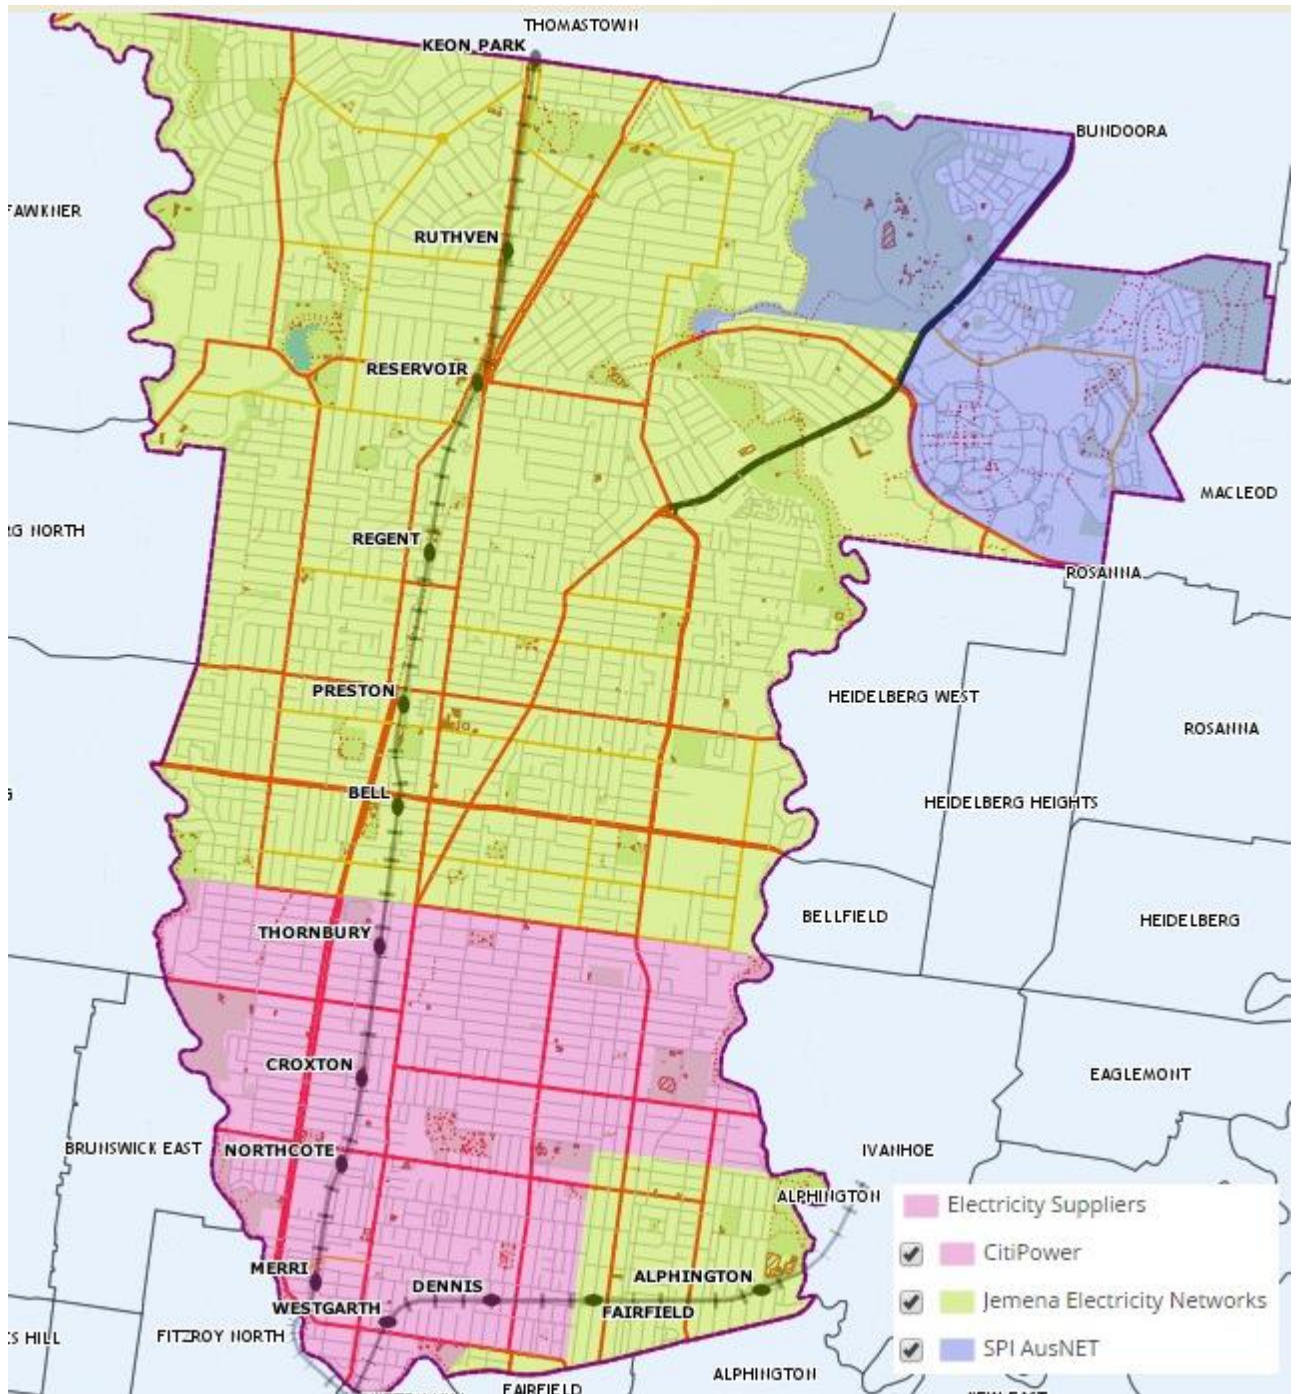 THOMASTOWN
KEON PARK
BUNDOORA
FAWKNER
RUTHVEN
RESERVOIR
MACLEOD
RG NORTH
REGENT
ROSANNA
PRESTON
HEIDELBERG WEST
ROSANNA
BELL
HEIDELBERG HEIGHTS
BELLFIELD
HEIDELBERG
THORNBURY
CROXTON
EAGLEMONT
BRUNSWICK EAST
NORTHCOTE
IVANHOE
ALPHINGTON
Electricity Suppliers
CitiPower
MERRI
DENNIS
ALPHINGTON
Jemena Electricity Networks
WESTGARTH
FAIRFIELD
S HILL
FITZROY NORTH
SPI AusNET
ALPHINGTON
FAIRFIELD